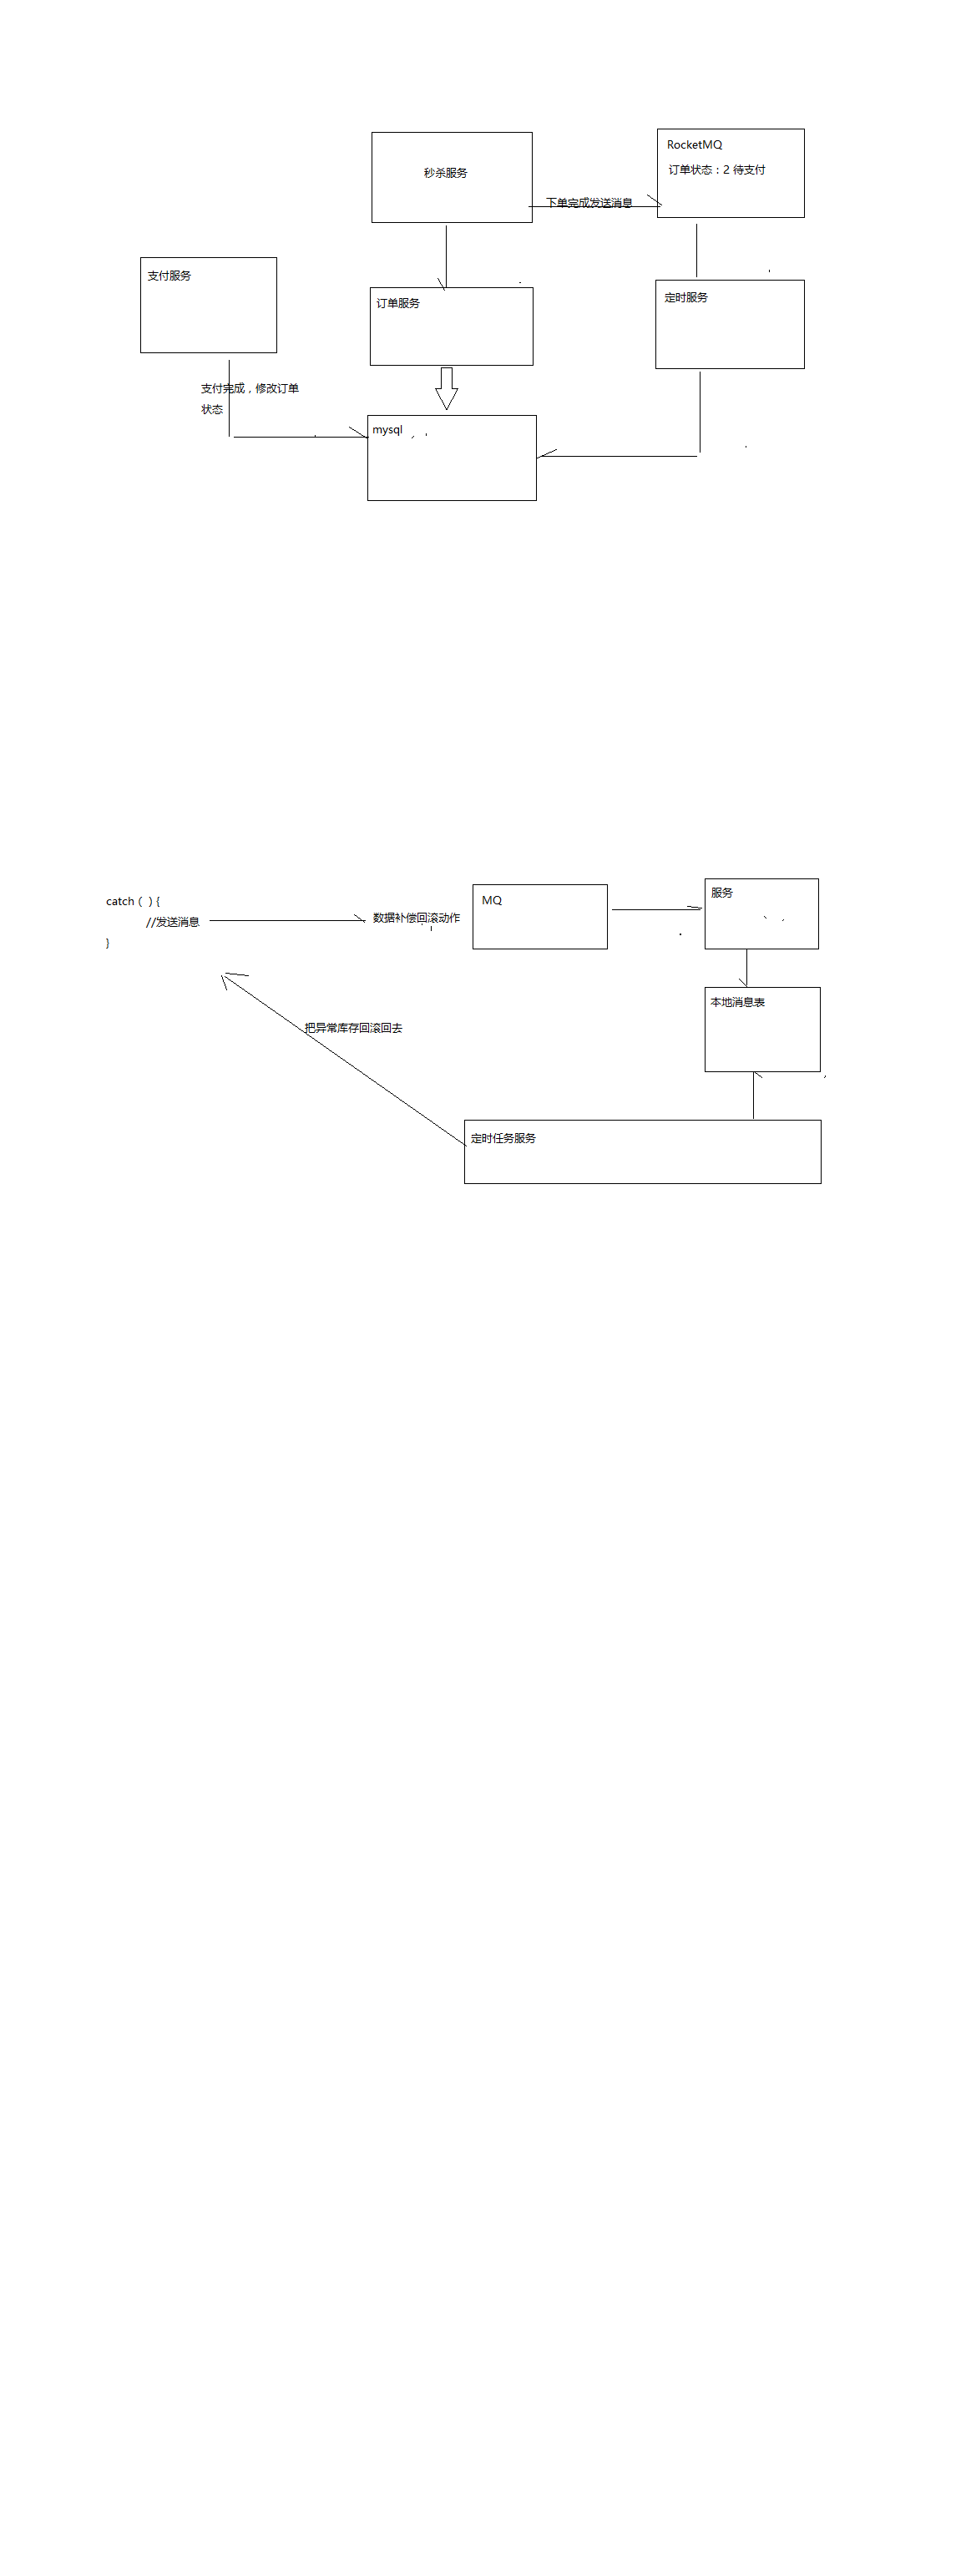 秒杀服务
RocketMQ
订单状态：2 待支付
下单完成发送消息
支付服务
订单服务
定时服务
支付完成，修改订单
状态
mysql
catch ( ) {
//发送消息
}
数据补偿回滚动作
MQ
服务
本地消息表
把异常库存回滚回去
定时任务服务